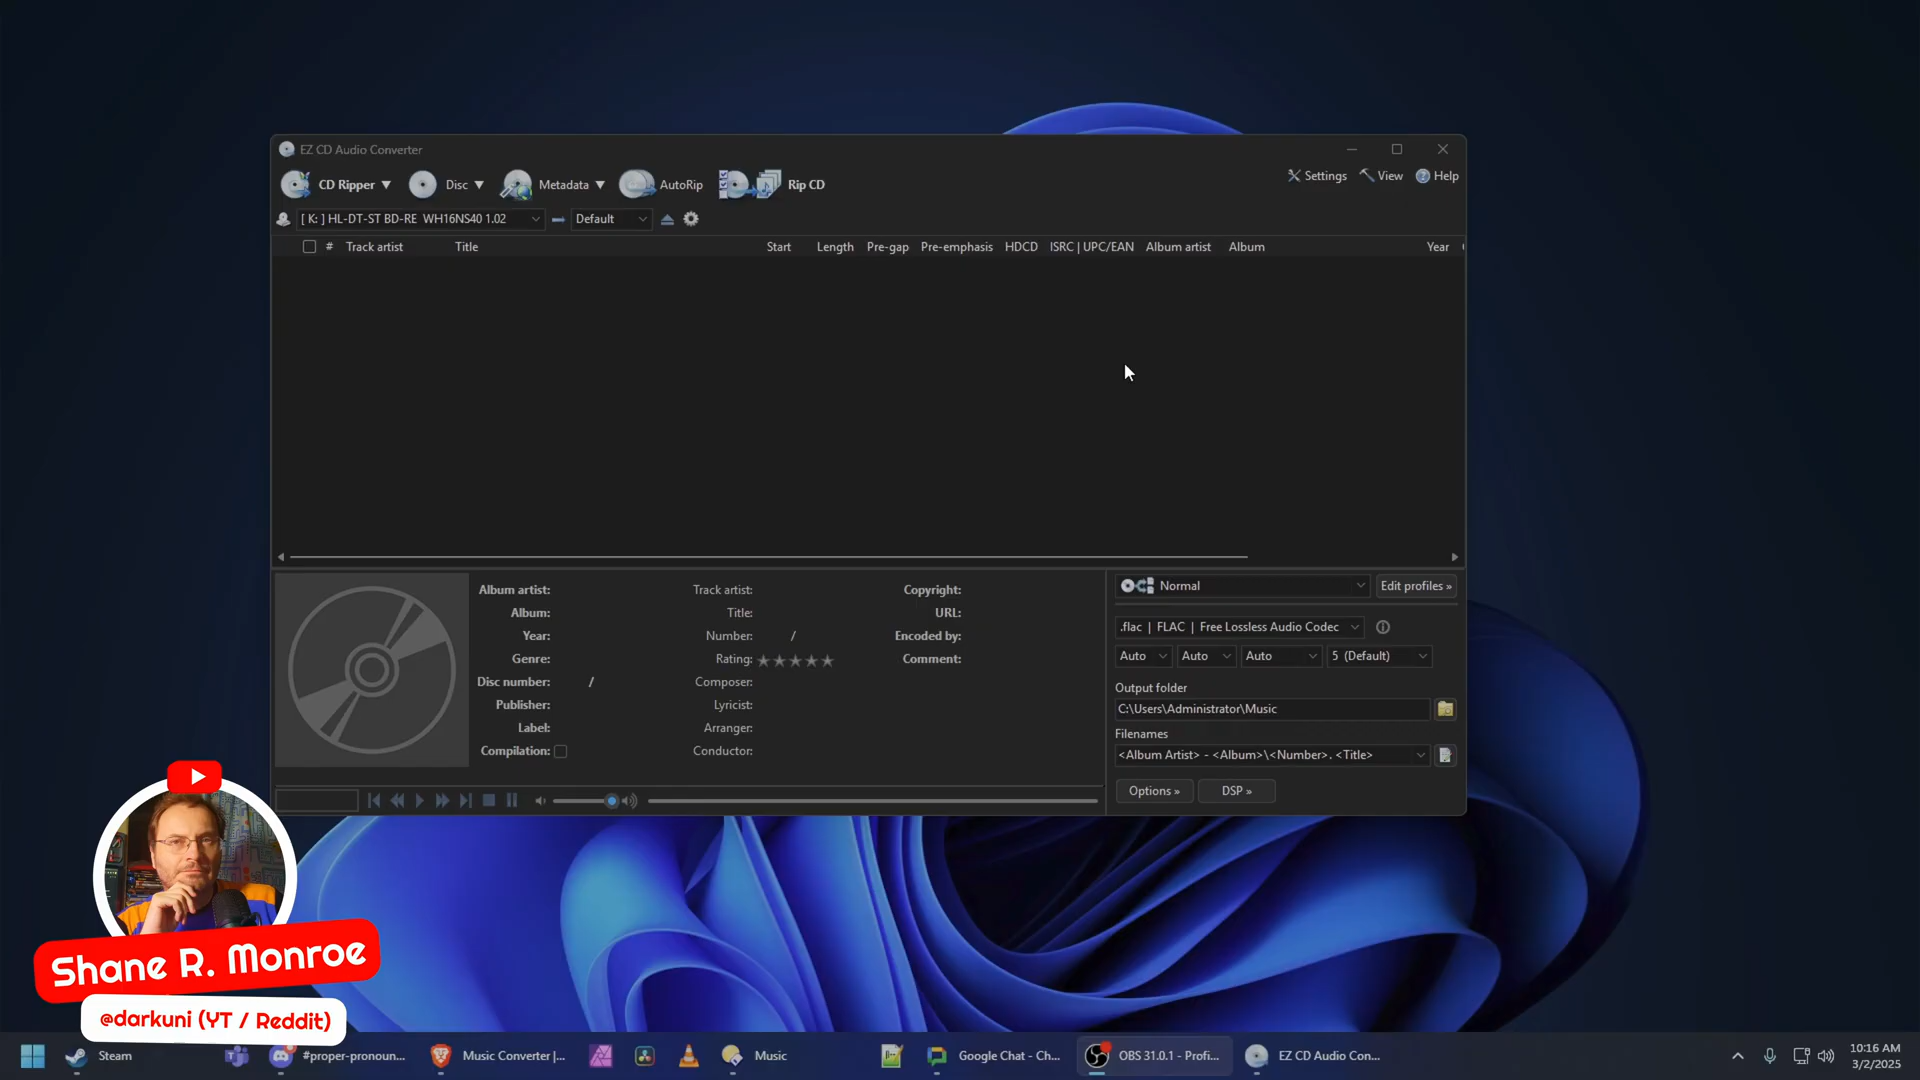 EZ CD Audio Converter
CD Ripper
Disc
Metadata
AutoRip
Rip CD
Settings
View
Help
[ K: ] HL-DT-ST BD-RE WH16NS40 1.02
Default
# Track artist Title Start Length Pre-gap Pre-emphasis HDCD ISRC | UPC/EAN Album artist Album Year
Album artist:
Album:
Year:
Genre:
Disc number: /
Publisher:
Label:
Compilation:
Track artist:
Title:
Number: /
Rating:
Composer:
Lyricist:
Arranger:
Conductor:
Copyright:
URL:
Encoded by:
Comment:
Normal
Edit profiles »
.flac | FLAC | Free Lossless Audio Codec
Auto Auto Auto 5 (Default)
Output folder
C:\Users\Administrator\Music
Filenames
<Album Artist> - <Album>\<Number>. <Title>
Options »
DSP »
Shane R. Monroe
@darkuni (YT / Reddit)
Steam
#proper-pronoun...
Music Converter |...
Music
Google Chat - Ch...
OBS 31.0.1 - Profi...
EZ CD Audio Con...
10:16 AM
3/2/2025